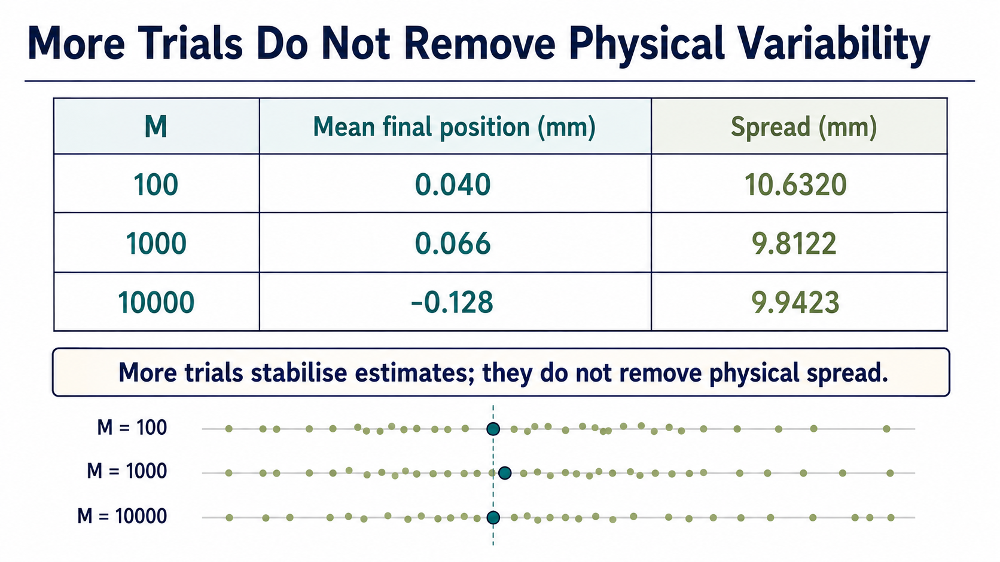 More Trials Do Not Remove Physical Variability
M Mean final position (mm) Spread (mm)
100 0.040 10.6320
1000 0.066 9.8122
10000 -0.128 9.9423
More trials stabilise estimates; they do not remove physical spread.
M = 100
M = 1000
M = 10000